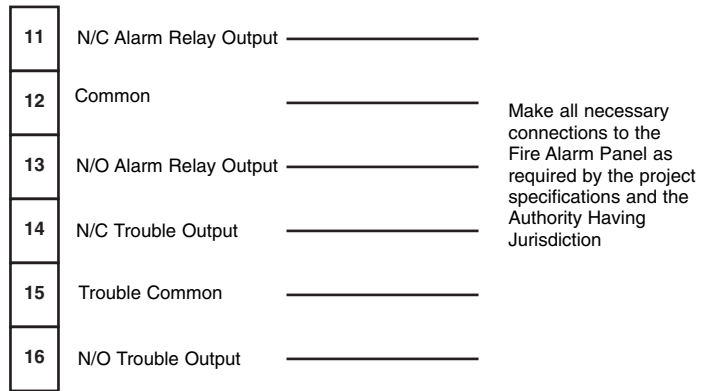 11 N/C Alarm Relay Output
12 Common
13 N/O Alarm Relay Output
14 N/C Trouble Output
15 Trouble Common
16 N/O Trouble Output
Make all necessary
connections to the
Fire Alarm Panel as
required by the project
specifications and the
Authority Having
Jurisdiction